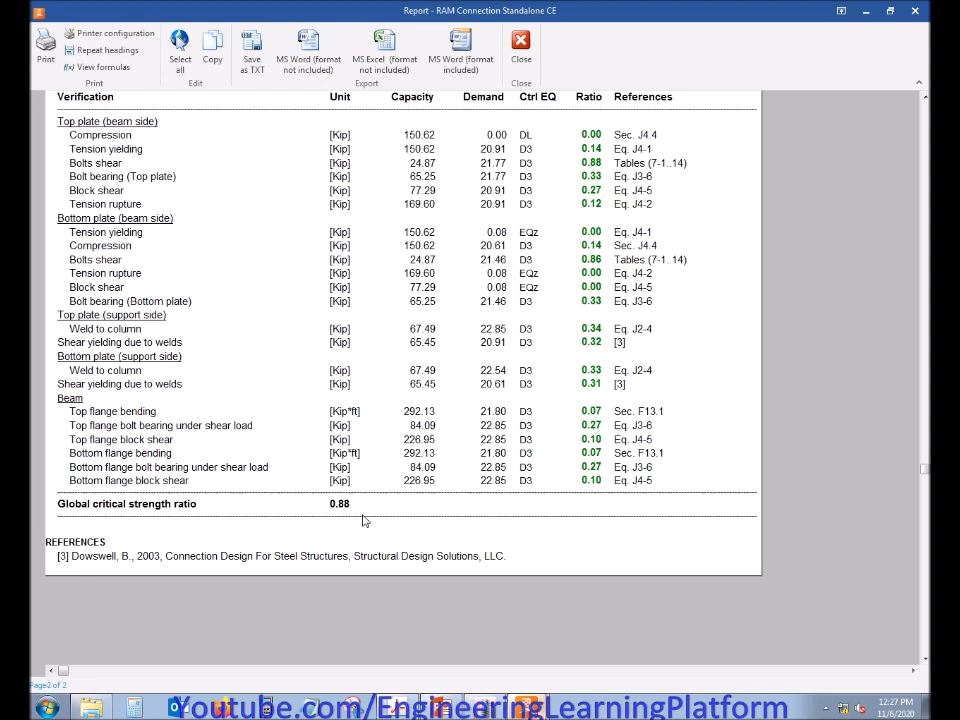 Report - RAM Connection Standalone CE
Print
Printer configuration
Repeat headings
f(x) View formulas
Print
Select all
Copy
Edit
Save as TXT
MS Word (format not included)
MS Excel (format not included)
MS Word (format included)
Export
Close
Close
Verification Unit Capacity Demand Ctrl EQ Ratio References
Top plate (beam side)
Compression [Kip] 150.62 0.00 DL 0.00 Sec. J4.4
Tension yielding [Kip] 150.62 20.91 D3 0.14 Eq. J4-1
Bolts shear [Kip] 24.87 21.77 D3 0.88 Tables (7-1..14)
Bolt bearing (Top plate) [Kip] 65.25 21.77 D3 0.33 Eq. J3-6
Block shear [Kip] 77.29 20.91 D3 0.27 Eq. J4-5
Tension rupture [Kip] 169.60 20.91 D3 0.12 Eq. J4-2
Bottom plate (beam side)
Tension yielding [Kip] 150.62 0.08 EQz 0.00 Eq. J4-1
Compression [Kip] 150.62 20.61 D3 0.14 Sec. J4.4
Bolts shear [Kip] 24.87 21.46 D3 0.86 Tables (7-1..14)
Tension rupture [Kip] 169.60 0.08 EQz 0.00 Eq. J4-2
Block shear [Kip] 77.29 0.08 EQz 0.00 Eq. J4-5
Bolt bearing (Bottom plate) [Kip] 65.25 21.46 D3 0.33 Eq. J3-6
Top plate (support side)
Weld to column [Kip] 67.49 22.85 D3 0.34 Eq. J2-4
Shear yielding due to welds [Kip] 65.45 20.91 D3 0.32 [3]
Bottom plate (support side)
Weld to column [Kip] 67.49 22.54 D3 0.33 Eq. J2-4
Shear yielding due to welds [Kip] 65.45 20.61 D3 0.31 [3]
Beam
Top flange bending [Kip*ft] 292.13 21.80 D3 0.07 Sec. F13.1
Top flange bolt bearing under shear load [Kip] 84.09 22.85 D3 0.27 Eq. J3-6
Top flange block shear [Kip] 226.95 22.85 D3 0.10 Eq. J4-5
Bottom flange bending [Kip*ft] 292.13 21.80 D3 0.07 Sec. F13.1
Bottom flange bolt bearing under shear load [Kip] 84.09 22.85 D3 0.27 Eq. J3-6
Bottom flange block shear [Kip] 226.95 22.85 D3 0.10 Eq. J4-5
Global critical strength ratio 0.88
REFERENCES
[3] Dowswell, B., 2003, Connection Design For Steel Structures, Structural Design Solutions, LLC.
Page2 of 2
Youtube.com/EngineeringLearningPlatform
12:27 PM
11/6/2020